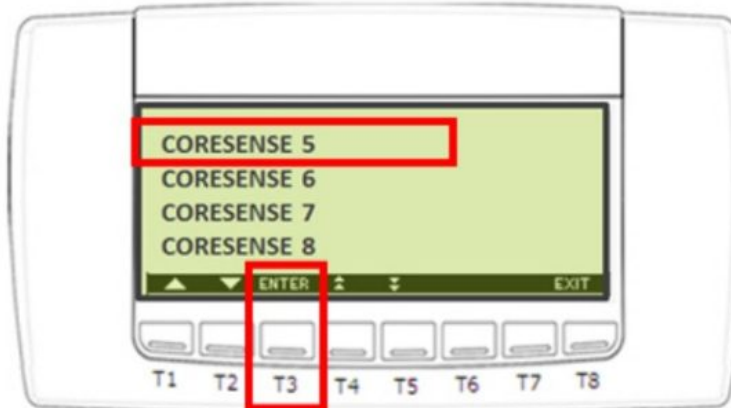 CORESENSE 5
CORESENSE 6
CORESENSE 7
CORESENSE 8
ENTER EXIT
T1 T2 T3 T4 T5 T6 T7 T8